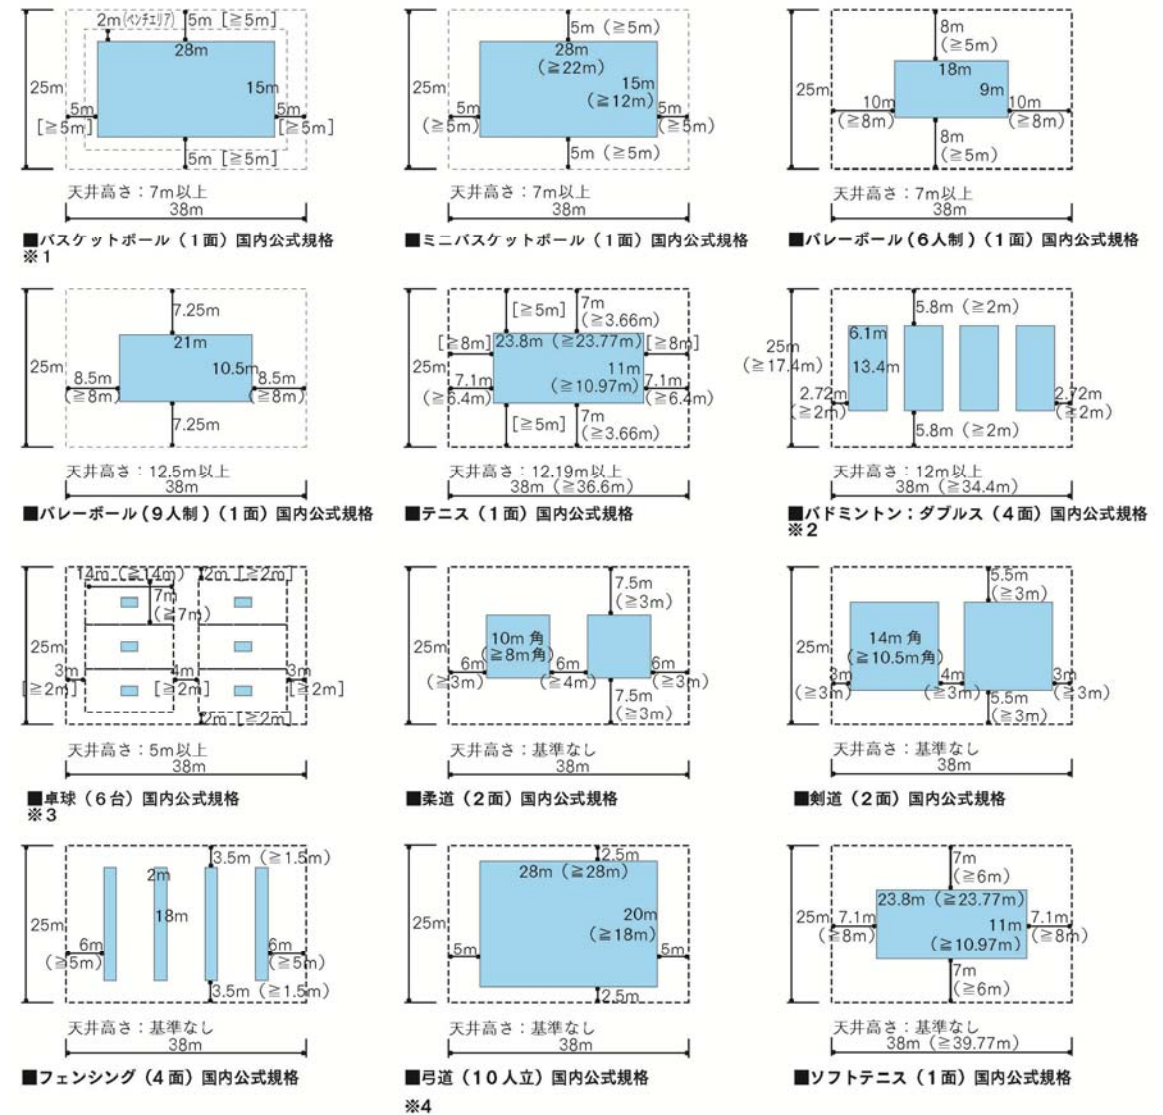 2m(ベンチエリア) 5m [≧5m]
28m
25m
15m
5m
[≧5m]
5m
[≧5m]
5m [≧5m]
天井高さ：7m以上
38m
■バスケットボール（1面）国内公式規格
※1
5m（≧5m）
28m
（≧22m）
25m
15m
（≧12m）
5m
（≧5m）
5m
（≧5m）
5m（≧5m）
天井高さ：7m以上
38m
■ミニバスケットボール（1面）国内公式規格
8m
（≧5m）
18m
25m
9m
10m
（≧8m）
10m
（≧8m）
8m
（≧5m）
天井高さ：7m以上
38m
■バレーボール(６人制)（1面）国内公式規格
7.25m
21m
25m
10.5m
8.5m
（≧8m）
8.5m
（≧8m）
7.25m
天井高さ：12.5m以上
38m
■バレーボール(９人制)（1面）国内公式規格
[≧5m]
7m
（≧3.66m）
[≧8m]
23.8m（≧23.77m）
[≧8m]
25m
11m
（≧10.97m）
7.1m
（≧6.4m）
7.1m
（≧6.4m）
[≧5m]
7m
（≧3.66m）
天井高さ：12.19m以上
38m（≧36.6m）
■テニス（1面）国内公式規格
5.8m（≧2m）
6.1m
25m
（≧17.4m）
13.4m
2.72m
（≧2m）
2.72m
（≧2m）
5.8m（≧2m）
天井高さ：12m以上
38m（≧34.4m）
■バドミントン：ダブルス（4面）国内公式規格
※2
14m（≧14m）
2m [≧2m]
7m
（≧7m）
25m
3m
[≧2m]
4m
[≧2m]
3m
[≧2m]
2m [≧2m]
天井高さ：5m以上
38m
■卓球（6台）国内公式規格
※3
7.5m
（≧3m）
25m
10m角
（≧8m角）
6m
（≧3m）
6m
（≧4m）
6m
（≧3m）
7.5m
（≧3m）
天井高さ：基準なし
38m
■柔道（2面）国内公式規格
5.5m
（≧3m）
25m
14m角
（≧10.5m角）
3m
（≧3m）
4m
（≧3m）
3m
（≧3m）
5.5m
（≧3m）
天井高さ：基準なし
38m
■剣道（2面）国内公式規格
3.5m（≧1.5m）
2m
25m
18m
6m
（≧5m）
6m
（≧5m）
3.5m（≧1.5m）
天井高さ：基準なし
38m
■フェンシング（4面）国内公式規格
2.5m
28m（≧28m）
25m
20m
（≧18m）
5m
5m
2.5m
天井高さ：基準なし
38m
■弓道（10人立）国内公式規格
※4
7m
（≧6m）
23.8m（≧23.77m）
25m
7.1m
（≧8m）
11m
（≧10.97m）
7.1m
（≧8m）
7m
（≧6m）
天井高さ：基準なし
38m（≧39.77m）
■ソフトテニス（1面）国内公式規格